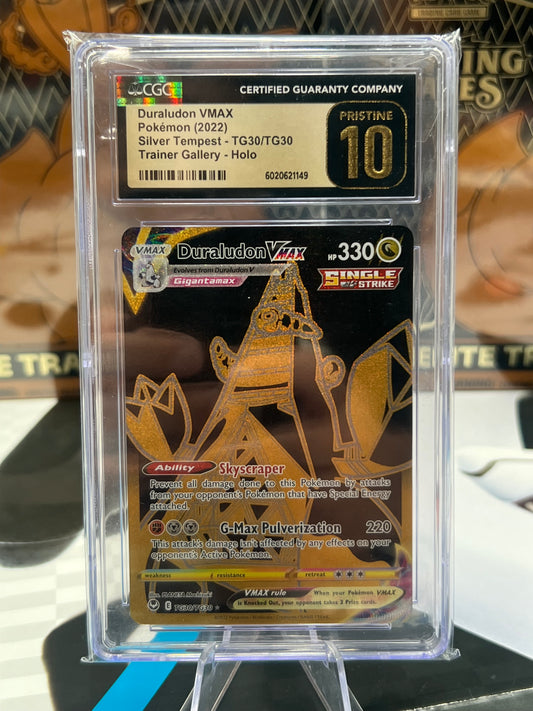 CGC
CERTIFIED GUARANTY COMPANY
Duraludon VMAX
Pokémon (2022)
Silver Tempest - TG30/TG30
Trainer Gallery - Holo
6020621149
PRISTINE
10
ELITE TRA
VMAX
Duraludon VMAX
HP 330
Evolves from Duraludon V
Gigantamax
SINGLE STRIKE
Ability Skyscraper
Prevent all damage done to this Pokémon by attacks
from your opponent's Pokémon that have Special Energy
attached.
G-Max Pulverization 220
This attack's damage isn't affected by any effects on your
opponent's Active Pokémon.
weakness resistance retreat
VMAX rule
When your Pokémon VMAX
is Knocked Out, your opponent takes 3 Prize cards.
E TG30/TG30